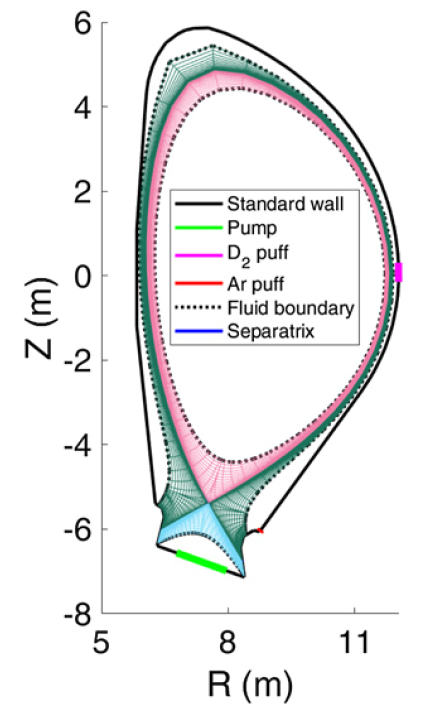 6
4
2
0
-2
-4
-6
-8
Z (m)
Standard wall
Pump
D2 puff
Ar puff
Fluid boundary
Separatrix
5
8
11
R (m)